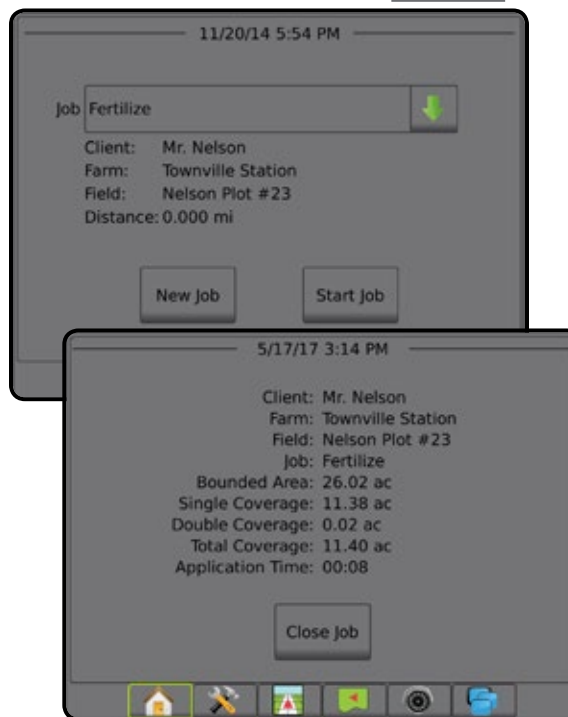 11/20/14 5:54 PM
Job Fertilize
Client: Mr. Nelson
Farm: Townville Station
Field: Nelson Plot #23
Distance: 0.000 mi
New Job Start Job
5/17/17 3:14 PM
Client: Mr. Nelson
Farm: Townville Station
Field: Nelson Plot #23
Job: Fertilize
Bounded Area: 26.02 ac
Single Coverage: 11.38 ac
Double Coverage: 0.02 ac
Total Coverage: 11.40 ac
Application Time: 00:08
Close Job